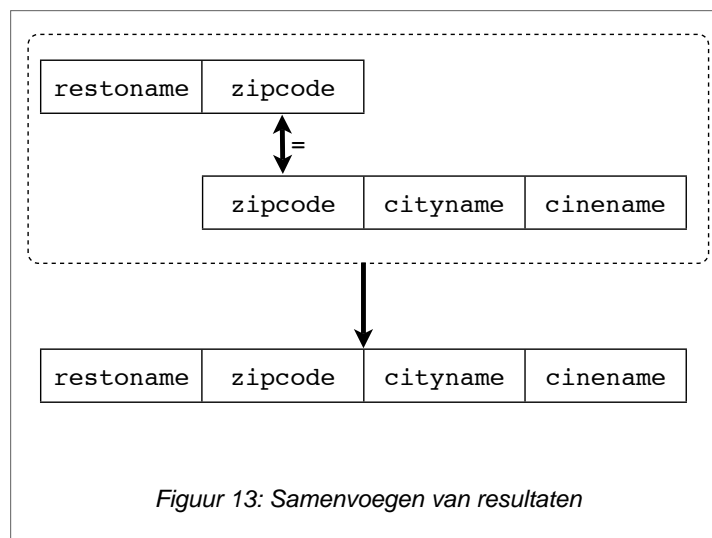 restoname zipcode
=
zipcode cityname cinename
restoname zipcode cityname cinename
Figuur 13: Samenvoegen van resultaten